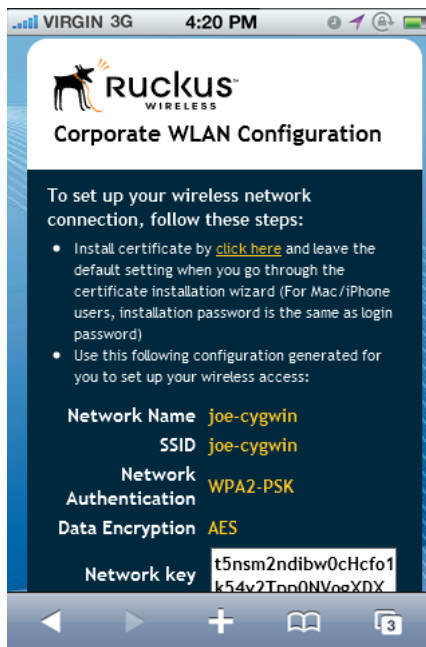 VIRGIN 3G 4:20 PM
RUCKUS™
WIRELESS
Corporate WLAN Configuration
To set up your wireless network
connection, follow these steps:
• Install certificate by click here and leave the
default setting when you go through the
certificate installation wizard (For Mac/iPhone
users, installation password is the same as login
password)
• Use this following configuration generated for
you to set up your wireless access:
Network Name joe-cygwin
SSID joe-cygwin
Network
Authentication WPA2-PSK
Data Encryption AES
Network key t5nsm2ndibw0cHcfo1
3